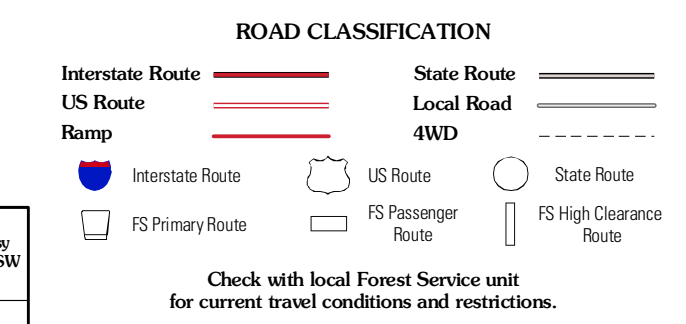 ROAD CLASSIFICATION
Interstate Route
State Route
US Route
Local Road
Ramp
4WD
Interstate Route
US Route
State Route
FS Primary Route
FS Passenger
Route
FS High Clearance
Route
SW
Check with local Forest Service unit
for current travel conditions and restrictions.